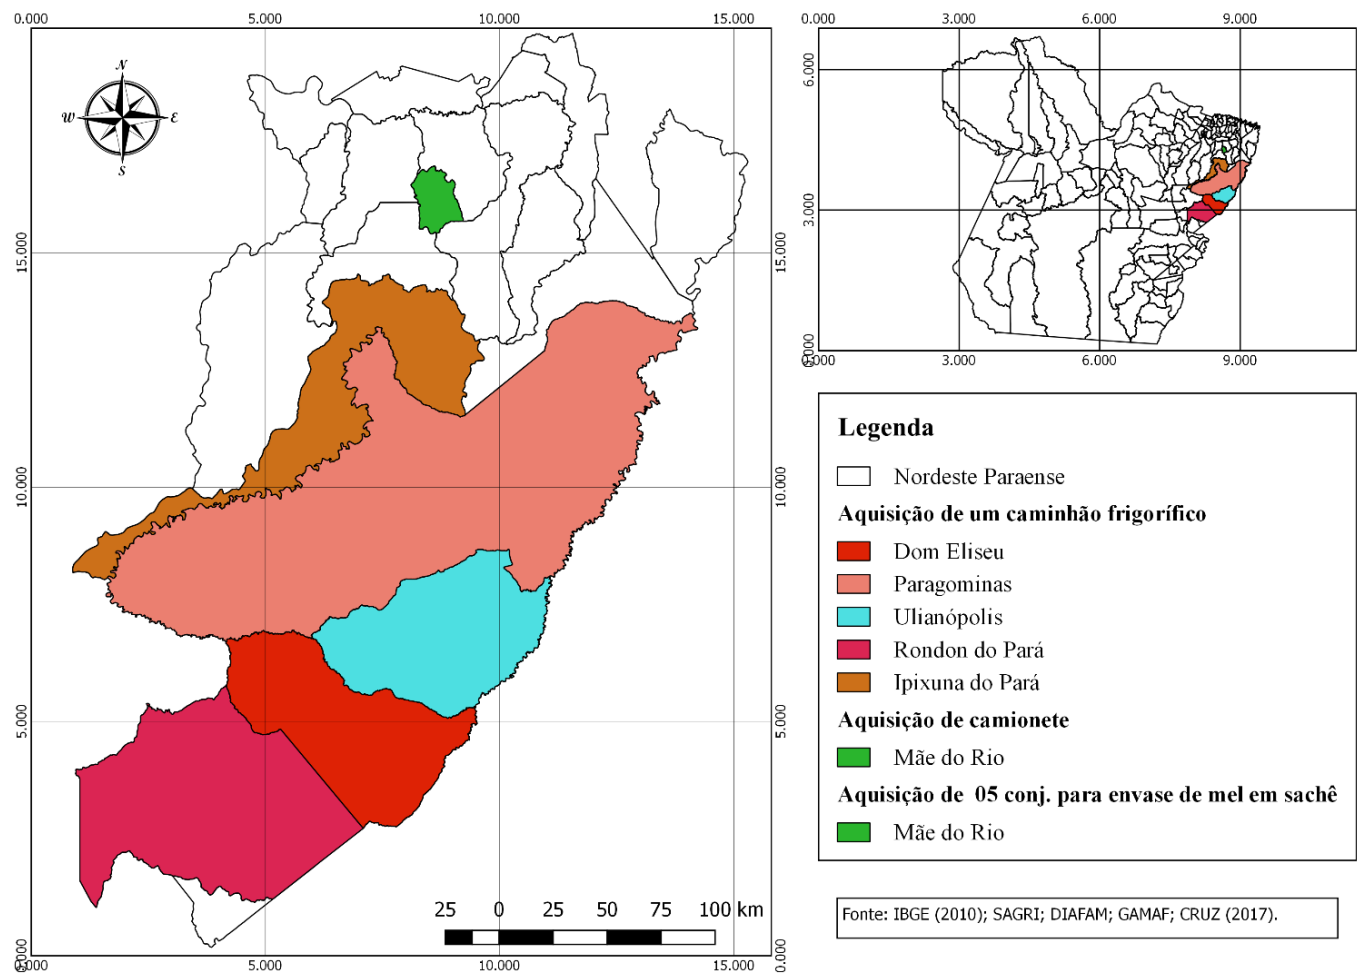 0.000 5.000 10.000 15.000
N
W E
S
15.000 15.000
10.000 10.000
5.000 5.000
0.000 0.000
25 0 25 50 75 100 km
0.000 5.000 10.000 15.000
0.000 3.000 6.000 9.000
6.000
3.000
0.000
0.000 3.000 6.000 9.000
Legenda
Nordeste Paraense
Aquisição de um caminhão frigorífico
Dom Eliseu
Paragominas
Ulianópolis
Rondon do Pará
Ipixuna do Pará
Aquisição de camionete
Mãe do Rio
Aquisição de 05 conj. para envase de mel em sachê
Mãe do Rio
Fonte: IBGE (2010); SAGRI; DIAFAM; GAMAF; CRUZ (2017).